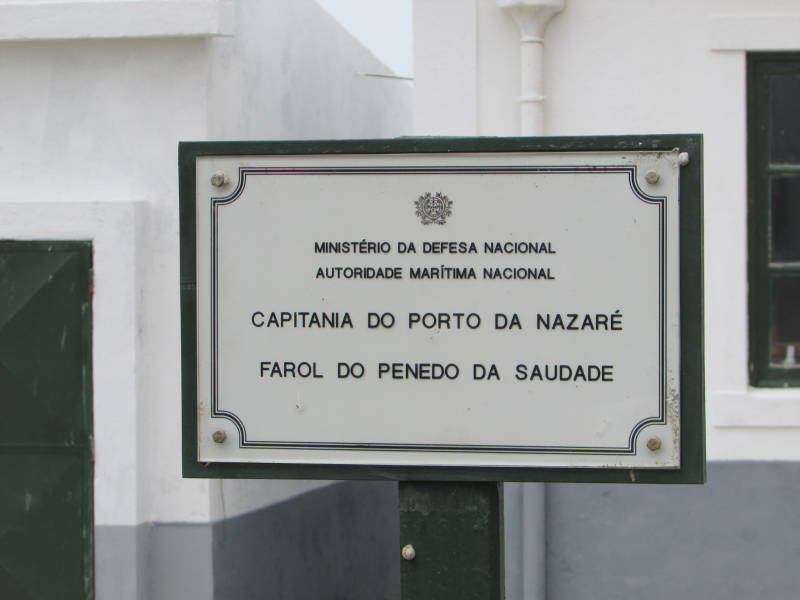 MINISTÉRIO DA DEFESA NACIONAL
AUTORIDADE MARÍTIMA NACIONAL
CAPITANIA DO PORTO DA NAZARÉ
FAROL DO PENEDO DA SAUDADE